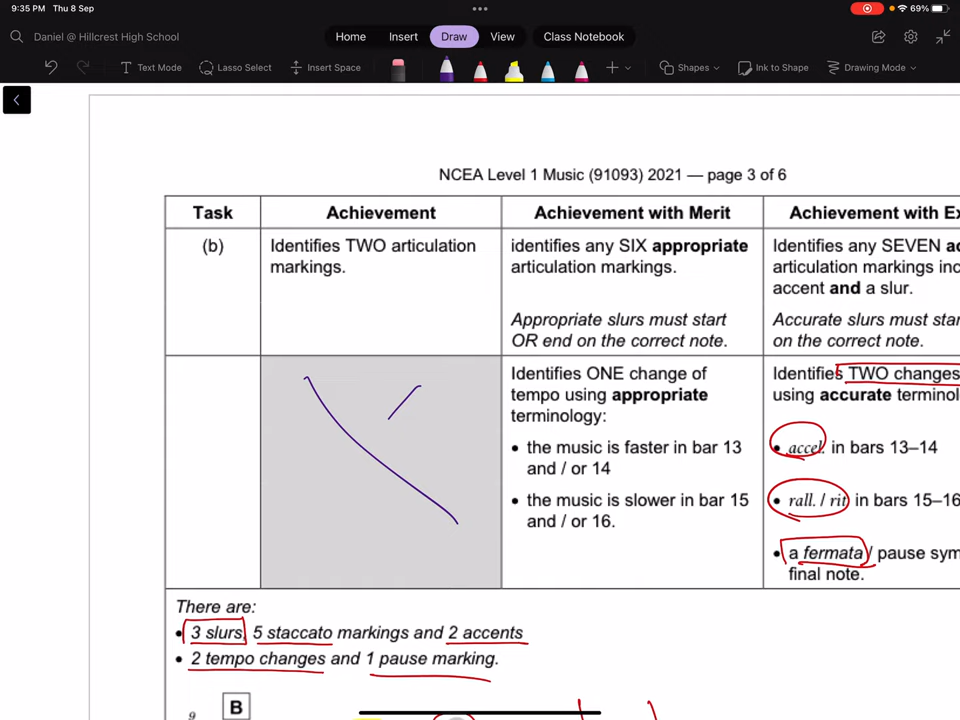 9:35 PM Thu 8 Sep
69%
Daniel @ Hillcrest High School
Home Insert Draw View Class Notebook
Text Mode Lasso Select Insert Space Shapes Ink to Shape Drawing Mode
NCEA Level 1 Music (91093) 2021 — page 3 of 6
Task Achievement Achievement with Merit Achievement with Ex
(b)
Identifies TWO articulation
markings.
identifies any SIX appropriate
articulation markings.
Appropriate slurs must start
OR end on the correct note.
Identifies any SEVEN ac
articulation markings inc
accent and a slur.
Accurate slurs must star
on the correct note.
Identifies ONE change of
tempo using appropriate
terminology:
• the music is faster in bar 13
and / or 14
• the music is slower in bar 15
and / or 16.
Identifies TWO changes
using accurate terminol
• accel. in bars 13–14
• rall. / rit in bars 15–16
• a fermata / pause sym
final note.
There are:
• 3 slurs, 5 staccato markings and 2 accents
• 2 tempo changes and 1 pause marking.
9
B